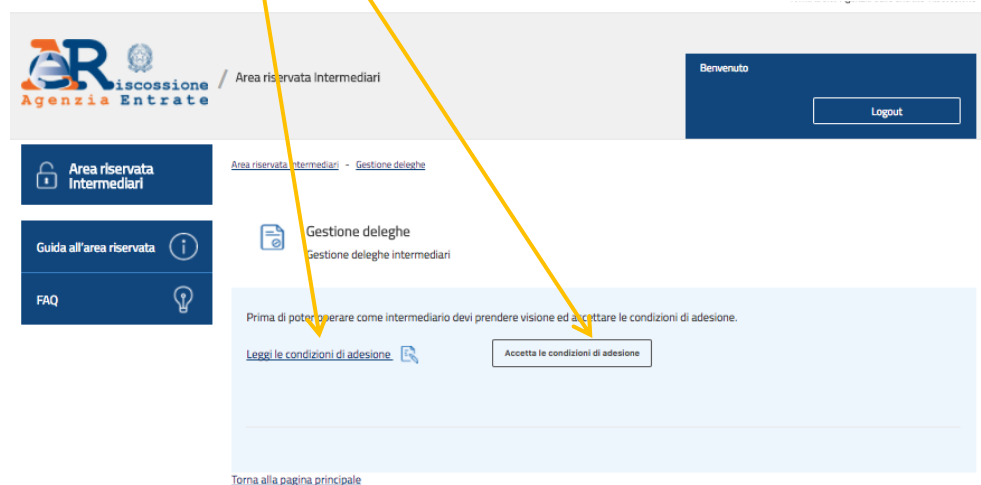 AR iscossione
Agenzia Entrate
/ Area riservata Intermediari
Benvenuto
Logout
Area riservata
Intermediari
Area riservata Intermediari - Gestione deleghe
Guida all'area riservata
FAQ
Gestione deleghe
Gestione deleghe intermediari
Prima di poter operare come intermediario devi prendere visione ed accettare le condizioni di adesione.
Leggi le condizioni di adesione
Accetta le condizioni di adesione
Torna alla pagina principale